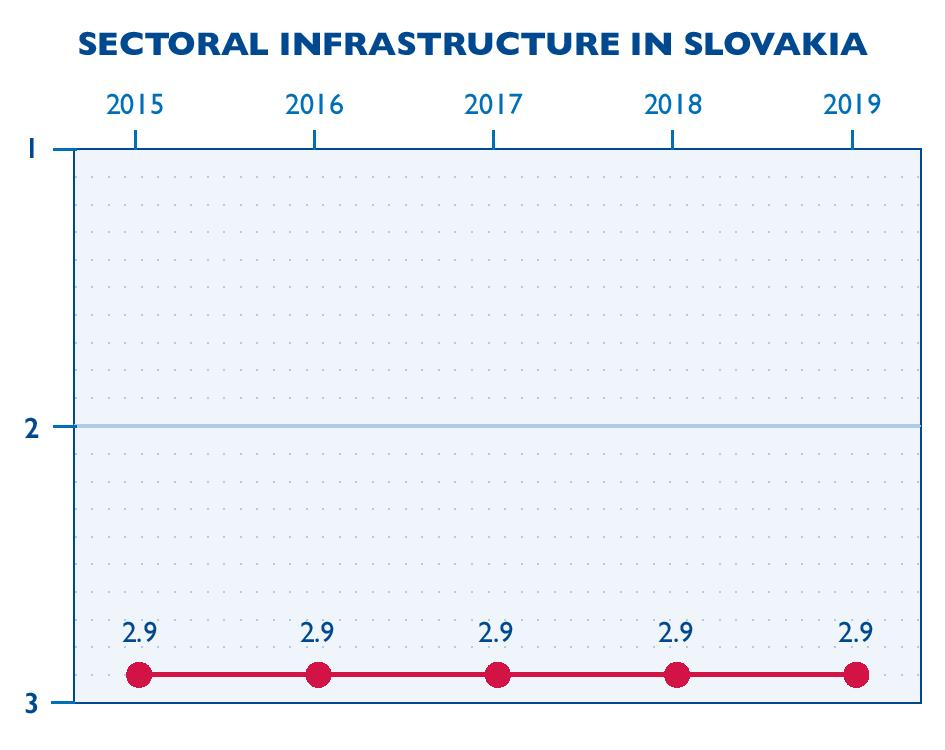 SECTORAL INFRASTRUCTURE IN SLOVAKIA
2015 2016 2017 2018 2019
1
2
2.9 2.9 2.9 2.9 2.9
3